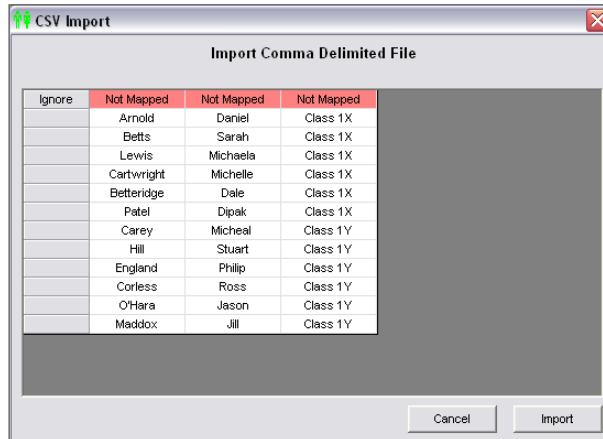 CSV Import
Import Comma Delimited File
Ignore Not Mapped Not Mapped Not Mapped
Arnold Daniel Class 1X
Betts Sarah Class 1X
Lewis Michaela Class 1X
Cartwright Michelle Class 1X
Betteridge Dale Class 1X
Patel Dipak Class 1X
Carey Micheal Class 1Y
Hill Stuart Class 1Y
England Philip Class 1Y
Corless Ross Class 1Y
O'Hara Jason Class 1Y
Maddox Jill Class 1Y
Cancel Import